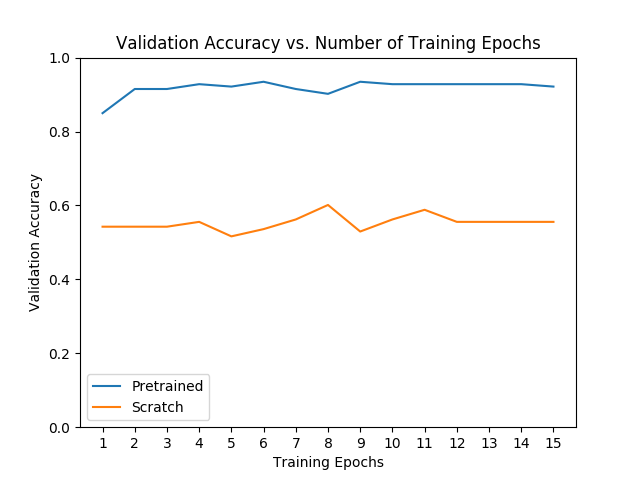 Validation Accuracy vs. Number of Training Epochs
1.0
0.8
0.6
0.4
0.2
0.0
Validation Accuracy
Pretrained
Scratch
1 2 3 4 5 6 7 8 9 10 11 12 13 14 15
Training Epochs